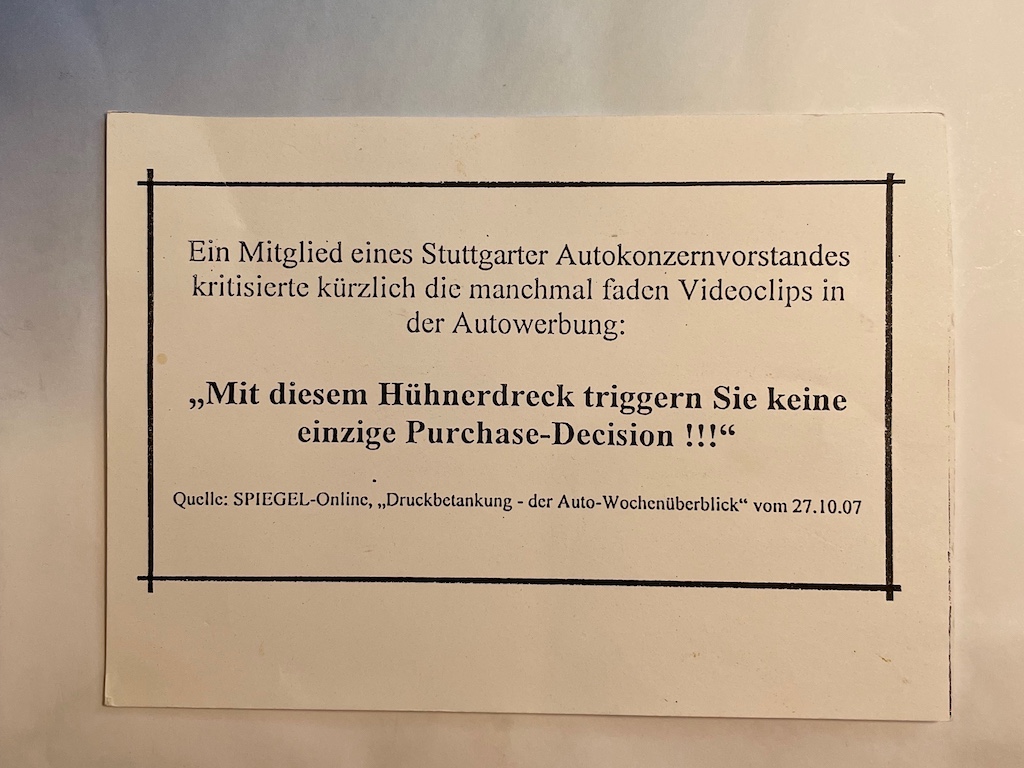 Ein Mitglied eines Stuttgarter Autokonzernvorstandes
kritisierte kürzlich die manchmal faden Videoclips in
der Autowerbung:
„Mit diesem Hühnerdreck triggern Sie keine
einzige Purchase-Decision !!!“
Quelle: SPIEGEL-Online, „Druckbetankung - der Auto-Wochenüberblick“ vom 27.10.07